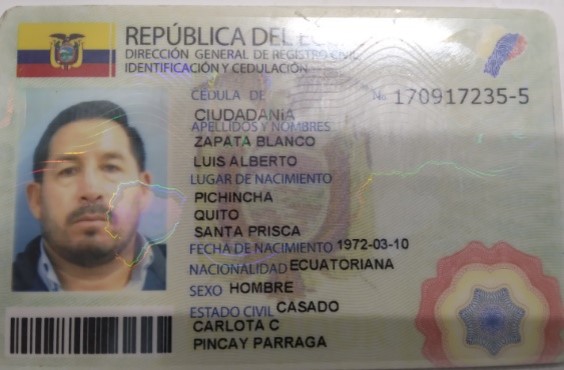 REPÚBLICA DEL
DIRECCIÓN GENERAL DE REGISTRO CIVIL
IDENTIFICACIÓN Y CEDULACIÓN
CÉDULA DE N. 170917235-5
CIUDADANÍA
APELLIDOS Y NOMBRES
ZAPATA BLANCO
LUIS ALBERTO
LUGAR DE NACIMIENTO
PICHINCHA
QUITO
SANTA PRISCA
FECHA DE NACIMIENTO 1972-03-10
NACIONALIDAD ECUATORIANA
SEXO HOMBRE
ESTADO CIVIL CASADO
CARLOTA C
PINCAY PARRAGA